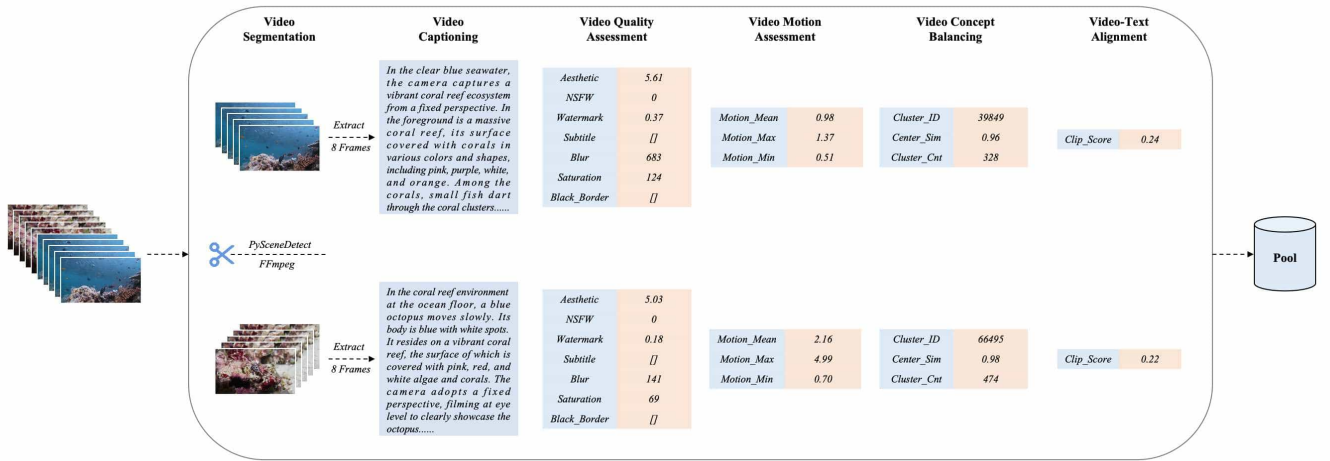 Video
Segmentation
Video
Captioning
Video Quality
Assessment
Video Motion
Assessment
Video Concept
Balancing
Video-Text
Alignment
Extract
8 Frames
In the clear blue seawater,
the camera captures a
vibrant coral reef ecosystem
from a fixed perspective. In
the foreground is a massive
coral reef, its surface
covered with corals in
various colors and shapes,
including pink, purple, white,
and orange. Among the
corals, small fish dart
through the coral clusters......
Aesthetic 5.61
NSFW 0
Watermark 0.37
Subtitle []
Blur 683
Saturation 124
Black_Border []
Motion_Mean 0.98
Motion_Max 1.37
Motion_Min 0.51
Cluster_ID 39849
Center_Sim 0.96
Cluster_Cnt 328
Clip_Score 0.24
PySceneDetect
FFmpeg
Pool
Extract
8 Frames
In the coral reef environment
at the ocean floor, a blue
octopus moves slowly. Its
body is blue with white spots.
It resides on a vibrant coral
reef, the surface of which is
covered with pink, red, and
white algae and corals. The
camera adopts a fixed
perspective, filming at eye
level to clearly showcase the
octopus......
Aesthetic 5.03
NSFW 0
Watermark 0.18
Subtitle []
Blur 141
Saturation 69
Black_Border []
Motion_Mean 2.16
Motion_Max 4.99
Motion_Min 0.70
Cluster_ID 66495
Center_Sim 0.98
Cluster_Cnt 474
Clip_Score 0.22